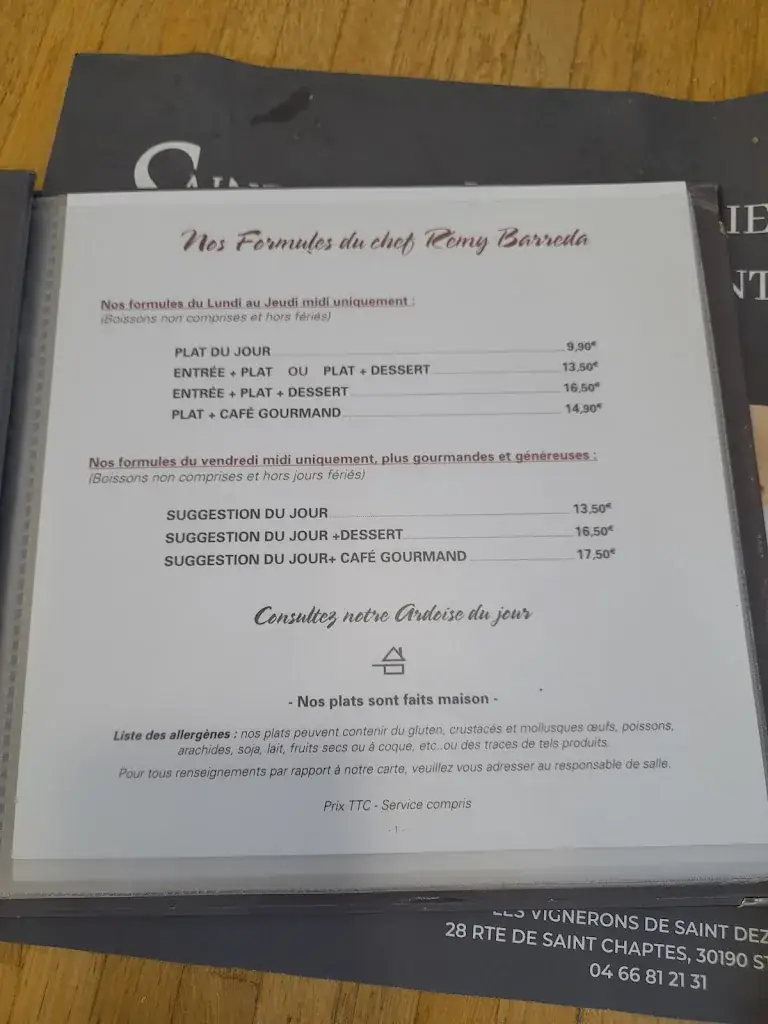 IE
NT
Nos Formules du chef Rémy Barreda
Nos formules du Lundi au Jeudi midi uniquement :
(Boissons non comprises et hors fériés)
PLAT DU JOUR 9,90€
ENTRÉE + PLAT OU PLAT + DESSERT 13,50€
ENTRÉE + PLAT + DESSERT 16,50€
PLAT + CAFÉ GOURMAND 14,90€
Nos formules du vendredi midi uniquement, plus gourmandes et généreuses :
(Boissons non comprises et hors jours fériés)
SUGGESTION DU JOUR 13,50€
SUGGESTION DU JOUR +DESSERT 16,50€
SUGGESTION DU JOUR+ CAFÉ GOURMAND 17,50€
Consultez notre Ardoise du jour
- Nos plats sont faits maison -
Liste des allergènes : nos plats peuvent contenir du gluten, crustacés et mollusques œufs, poissons,
arachides, soja, lait, fruits secs ou à coque, etc..ou des traces de tels produits
Pour tous renseignements par rapport à notre carte, veuillez vous adresser au responsable de salle.
Prix TTC - Service compris
- 1 -
LES VIGNERONS DE SAINT DEZ
28 RTE DE SAINT CHAPTES, 30190 S
04 66 81 21 31